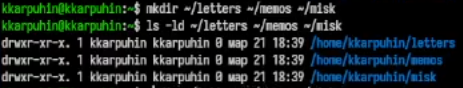 kkarpuhin@kkarpuhin:~$ mkdir ~/letters ~/memos ~/misk
kkarpuhin@kkarpuhin:~$ ls -ld ~/letters ~/memos ~/misk
drwxr-xr-x. 1 kkarpuhin kkarpuhin 0 мар 21 18:39 /home/kkarpuhin/letters
drwxr-xr-x. 1 kkarpuhin kkarpuhin 0 мар 21 18:39 /home/kkarpuhin/memos
drwxr-xr-x. 1 kkarpuhin kkarpuhin 0 мар 21 18:39 /home/kkarpuhin/misk